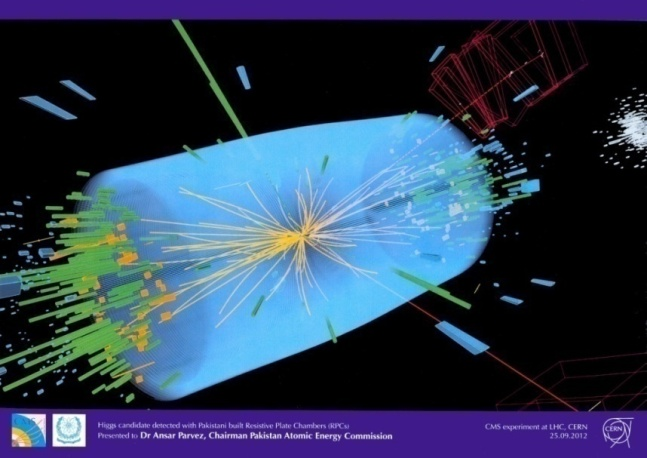 CMS
Higgs candidate detected with Pakistani built Resistive Plate Chambers (RPCs)
Presented to Dr Ansar Parvez, Chairman Pakistan Atomic Energy Commission
CMS experiment at LHC, CERN
25.09.2012
CERN